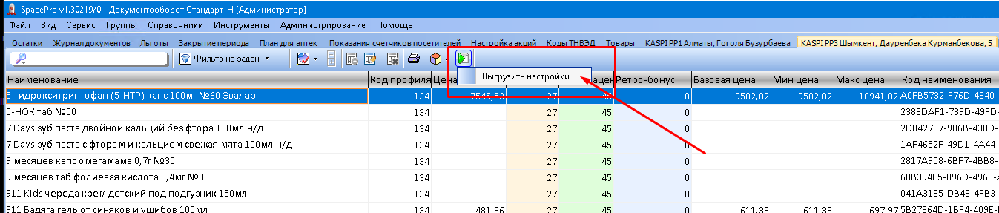 SpacePro v1.30219/0 - Документооборот Стандарт-Н [Администратор]
Файл Вид Сервис Группы Справочники Инструменты Администрирование Помощь
Остатки Журнал документов Льготы Закрытие периода План для аптек Показания счетчиков посетителей Настройка акций Коды ТНВЭД Товары KASPI PP1 Алматы, Гоголя Бузурбаева KASPI PP3 Шымкент, Дауренбека Курманбекова, 5
Фильтр не задан
Выгрузить настройки
Наименование Код профиля Цена Ретро-бонус Базовая цена Мин цена Макс цена Код наименования
5-гидрокситриптофан (5-HTP) капс 100мг №60 Эвалар 134 7545,53 27 45 0 9582,82 9582,82 10941,02 A0FB5732-F76D-4340-
5-НОК таб №50 134 27 45 0 238EDAF1-789D-49FD-
7 Days зуб паста двойной кальций без фтора 100мл н/д 134 27 45 0 2D842787-906B-430D-
7 Days зуб паста с фтором и кальцием свежая мята 100мл н/д 134 27 45 0 1AF4652F-49D1-4A44-
9 месяцев капс омегамама 0,7г №30 134 27 45 0 2817A908-6BF7-4BB8-
9 месяцев таб фолиевая кислота 0,4мг №30 134 27 45 0 68B394E5-096D-4968-
911 Kids череда крем детский под подгузник 150мл 134 27 45 0 041A31E5-DB43-4FB3-
911 Бадяга гель от синяков и ушибов 100мл 134 481,36 27 45 0 611,33 611,33 697,97 5B27864D-1BF4-409E-